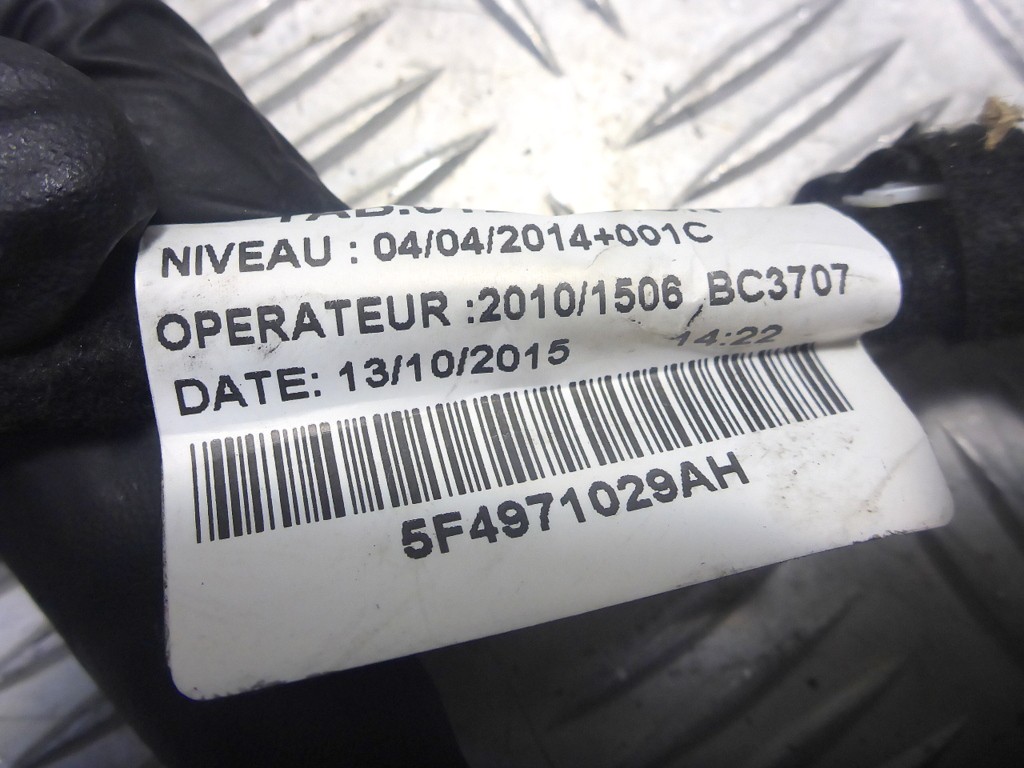 NIVEAU : 04/04/2014+001C
OPERATEUR :2010/1506 BC3707
DATE: 13/10/2015 14:22
5F4971029AH